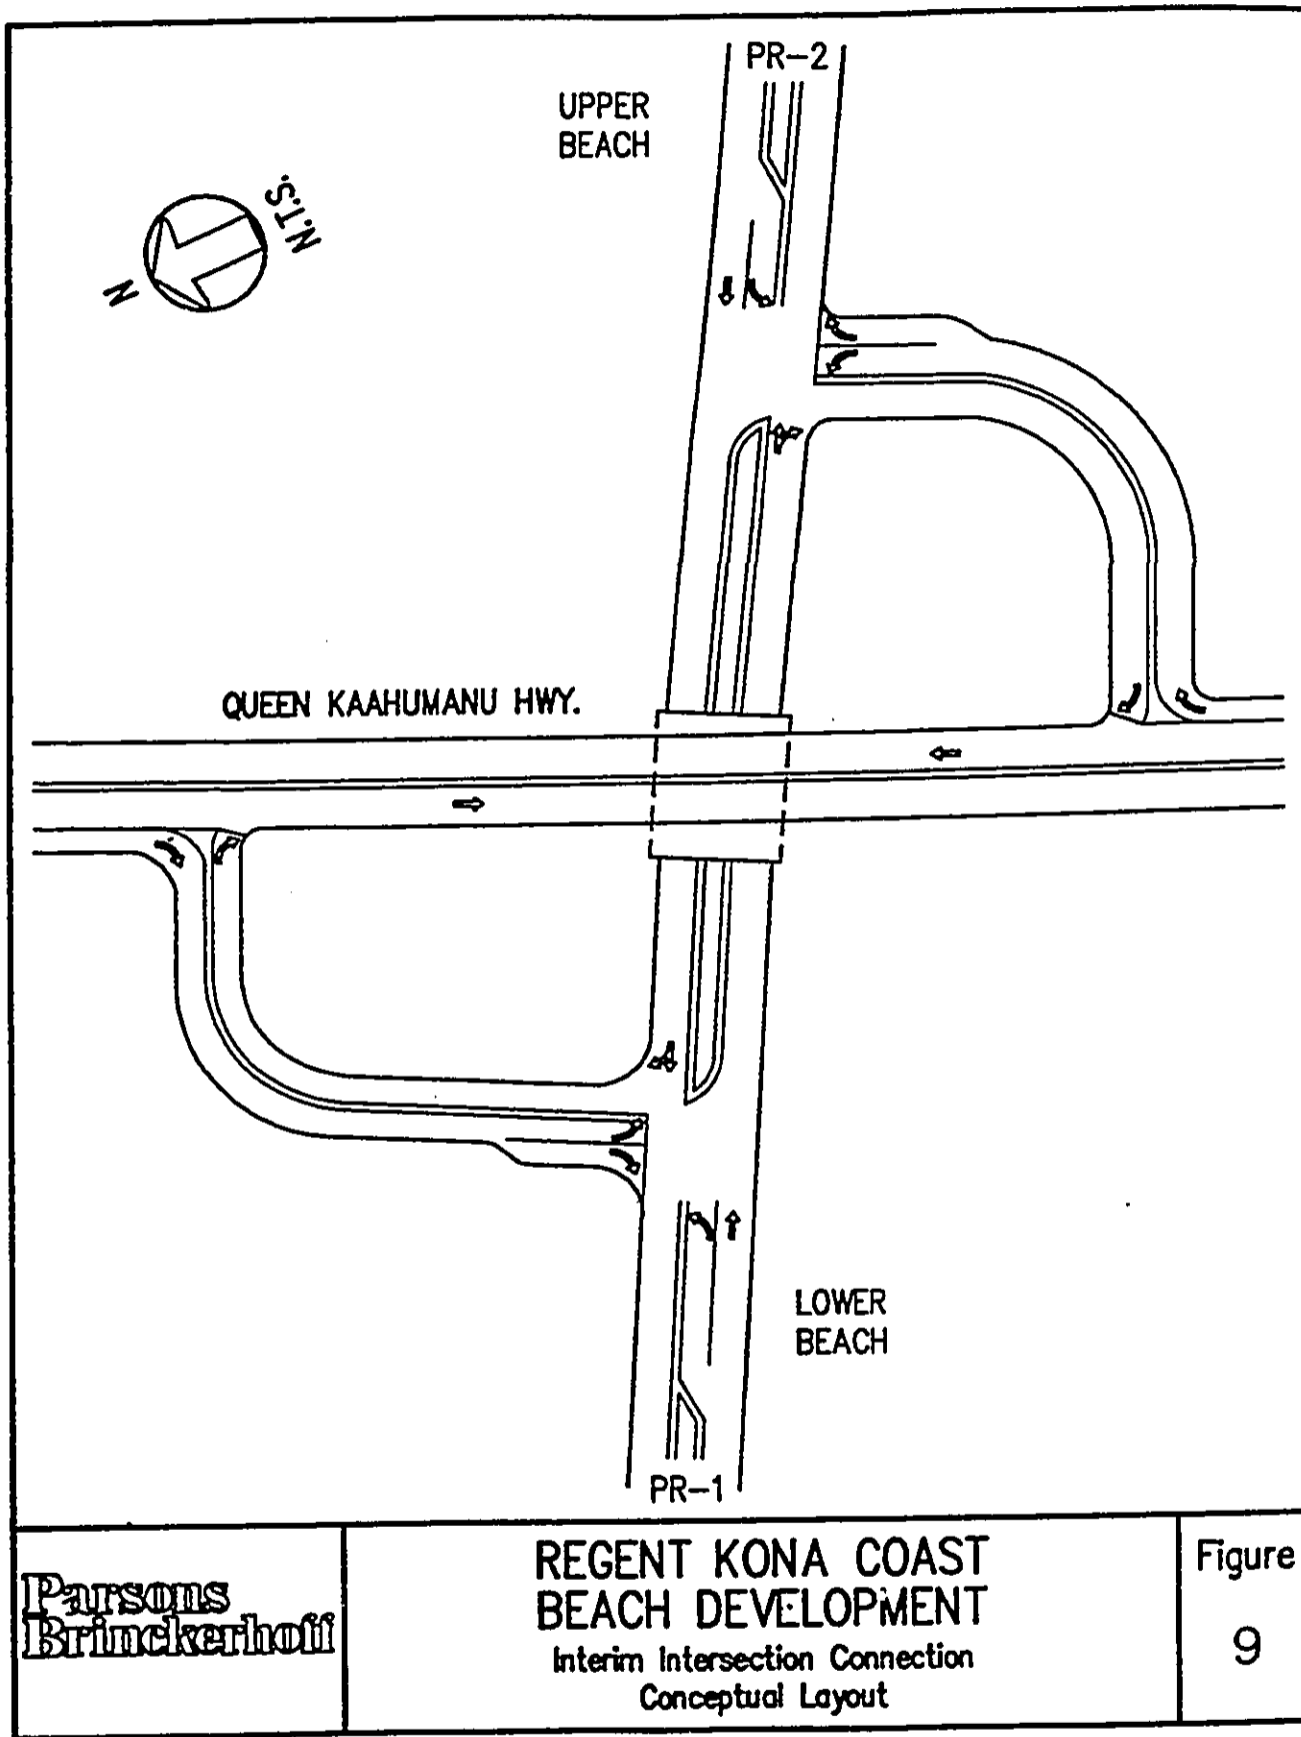 PR-2
UPPER
BEACH
N.T.S.
N
QUEEN KAAHUMANU HWY.
LOWER
BEACH
PR-1
Parsons
Brinckerhoff
REGENT KONA COAST
BEACH DEVELOPMENT
Interim Intersection Connection
Conceptual Layout
Figure
9